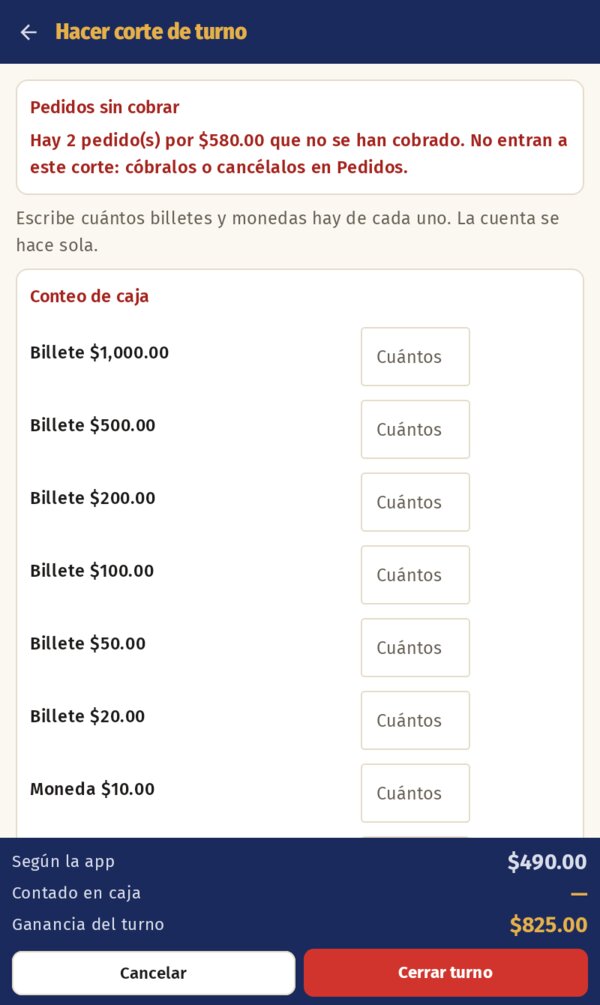 Hacer corte de turno
Pedidos sin cobrar
Hay 2 pedido(s) por $580.00 que no se han cobrado. No entran a
este corte: cóbralos o cancélalos en Pedidos.
Escribe cuántos billetes y monedas hay de cada uno. La cuenta se
hace sola.
Conteo de caja
Billete $1,000.00 Cuántos
Billete $500.00 Cuántos
Billete $200.00 Cuántos
Billete $100.00 Cuántos
Billete $50.00 Cuántos
Billete $20.00 Cuántos
Moneda $10.00 Cuántos
Según la app $490.00
Contado en caja —
Ganancia del turno $825.00
Cancelar Cerrar turno